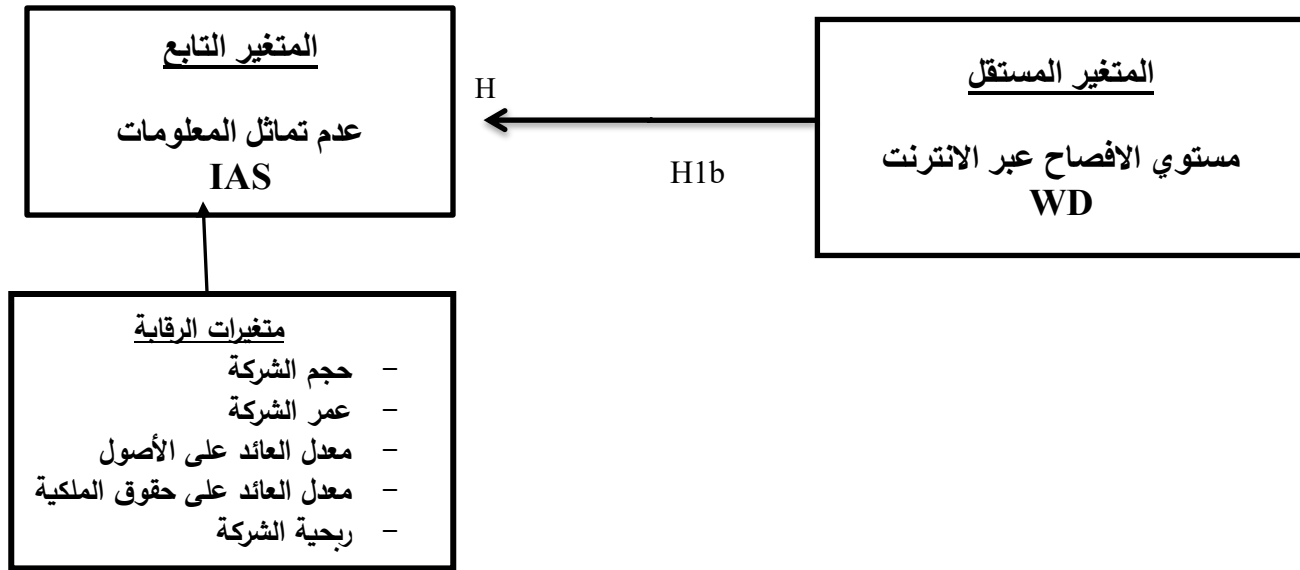 المتغير المستقل
مستوي الافصاح عبر الانترنت
WD
H
H1b
المتغير التابع
عدم تماثل المعلومات
IAS
متغيرات الرقابة
- حجم الشركة
- عمر الشركة
- معدل العائد على الأصول
- معدل العائد على حقوق الملكية
- ربحية الشركة